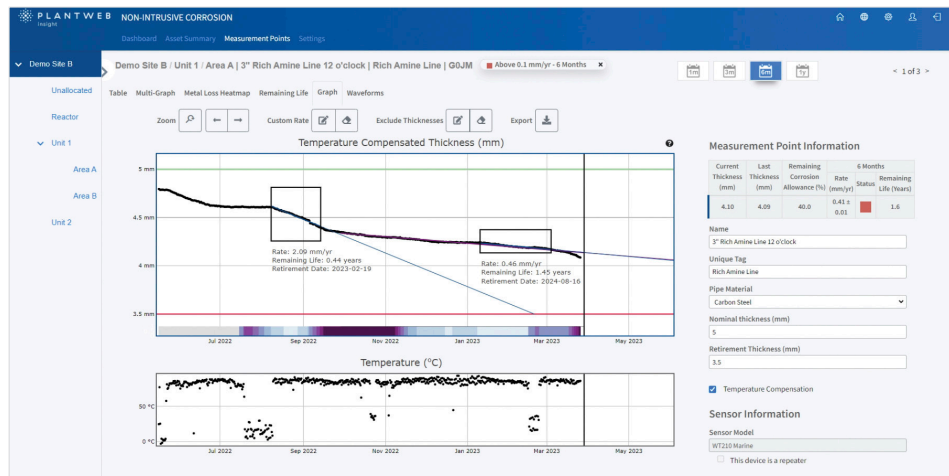 PLANTWEB
insight
NON-INTRUSIVE CORROSION
Dashboard Asset Summary Measurement Points Settings
Demo Site B
Unallocated
Reactor
Unit 1
Area A
Area B
Unit 2
Demo Site B / Unit 1 / Area A | 3" Rich Amine Line 12 o'clock | Rich Amine Line | G0JM
Above 0.1 mm/yr - 6 Months ×
1m 3m 6m 1y
< 1 of 3 >
Table Multi-Graph Metal Loss Heatmap Remaining Life Graph Waveforms
Zoom Custom Rate Exclude Thicknesses Export
Temperature Compensated Thickness (mm)
5 mm
4.5 mm
4 mm
3.5 mm
Rate: 2.09 mm/yr
Remaining Life: 0.44 years
Retirement Date: 2023-02-19
Rate: 0.46 mm/yr
Remaining Life: 1.45 years
Retirement Date: 2024-08-16
Jul 2022 Sep 2022 Nov 2022 Jan 2023 Mar 2023 May 2023
Temperature (°C)
50 °C
0 °C
Jul 2022 Sep 2022 Nov 2022 Jan 2023 Mar 2023 May 2023
Measurement Point Information
Current Thickness (mm)
Last Thickness (mm)
Remaining Corrosion Allowance (%)
6 Months
Rate (mm/yr)
Status
Remaining Life (Years)
4.10 4.09 40.0 0.41 ± 0.01 1.6
Name
3" Rich Amine Line 12 o'clock
Unique Tag
Rich Amine Line
Pipe Material
Carbon Steel
Nominal thickness (mm)
5
Retirement Thickness (mm)
3.5
Temperature Compensation
Sensor Information
Sensor Model
WT210 Marine
This device is a repeater